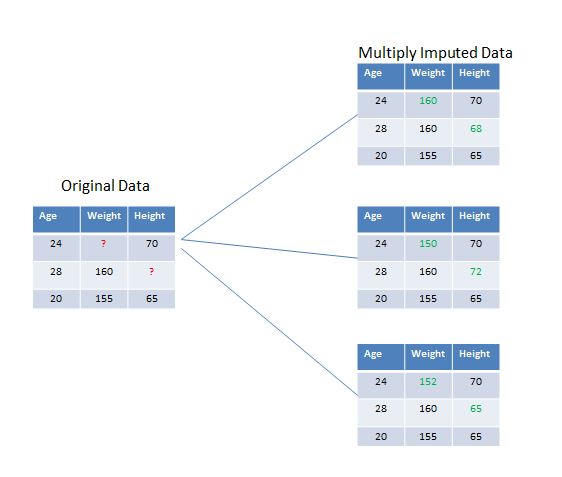 Multiply Imputed Data
Age Weight Height
24 160 70
28 160 68
20 155 65
Original Data
Age Weight Height
24 ? 70
28 160 ?
20 155 65
Age Weight Height
24 150 70
28 160 72
20 155 65
Age Weight Height
24 152 70
28 160 65
20 155 65